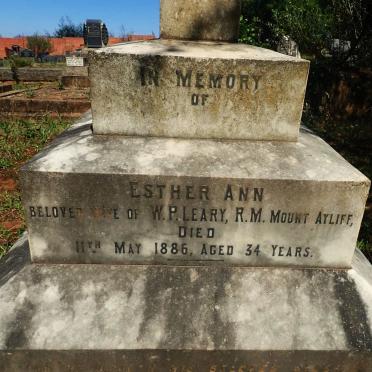 IN MEMORY
OF
ESTHER ANN
BELOVED WIFE OF W.P. LEARY, R.M. MOUNT AYLIFF,
DIED
11TH MAY 1886, AGED 34 YEARS.